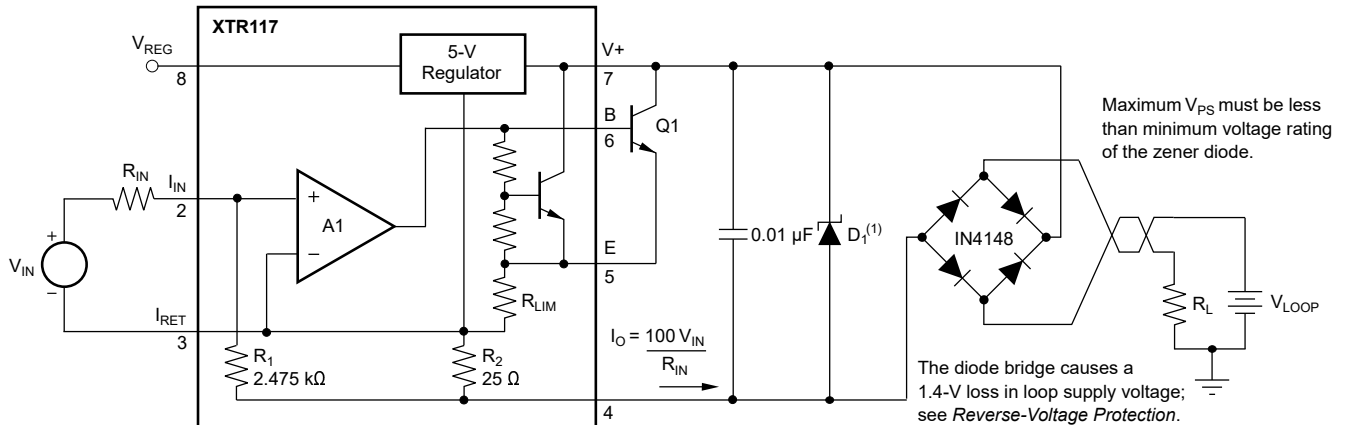 XTR117
V_REG
8
5-V
Regulator
V+
7
B
6
Q1
Maximum V_PS must be less
than minimum voltage rating
of the zener diode.
R_IN
I_IN
2
+
A1
–
0.01 µF
D_1^(1)
IN4148
+
V_IN
–
E
5
R_LIM
R_L
V_LOOP
I_RET
3
R_1
2.475 kΩ
R_2
25 Ω
I_O = 100 V_IN
R_IN
4
The diode bridge causes a
1.4-V loss in loop supply voltage;
see Reverse-Voltage Protection.